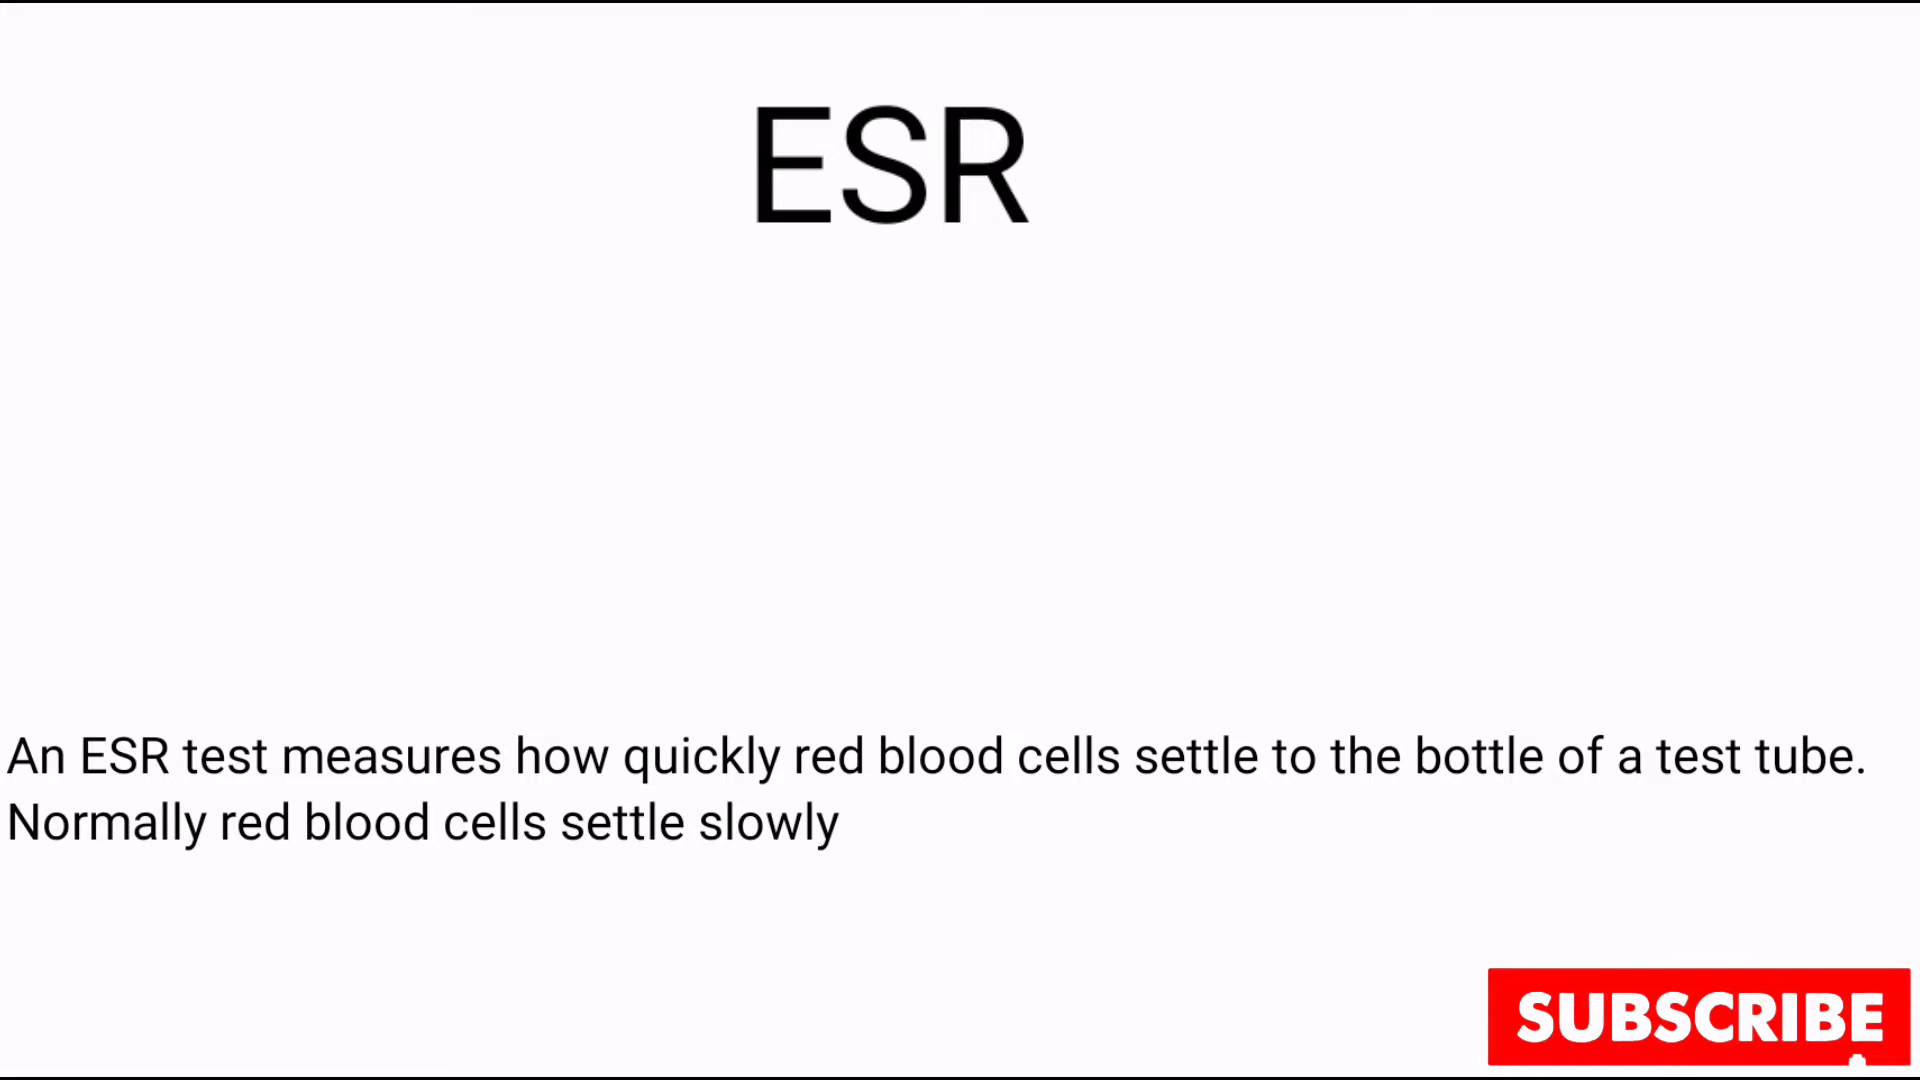 ESR
An ESR test measures how quickly red blood cells settle to the bottle of a test tube.
Normally red blood cells settle slowly
SUBSCRIBE